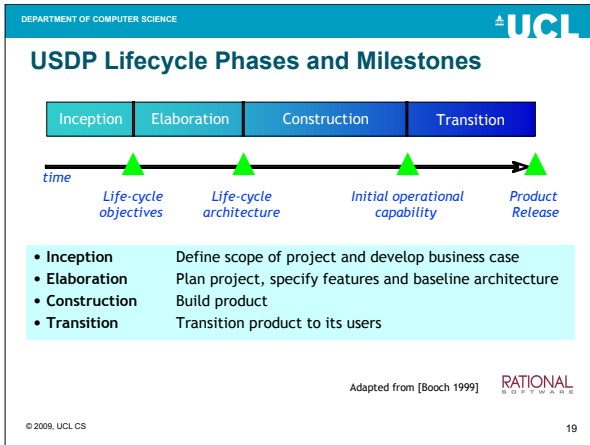 DEPARTMENT OF COMPUTER SCIENCE
UCL
USDP Lifecycle Phases and Milestones
Inception Elaboration Construction Transition
time
Life-cycle objectives
Life-cycle architecture
Initial operational capability
Product Release
• Inception Define scope of project and develop business case
• Elaboration Plan project, specify features and baseline architecture
• Construction Build product
• Transition Transition product to its users
Adapted from [Booch 1999]
RATIONAL
SOFTWARE
© 2009, UCL CS
19